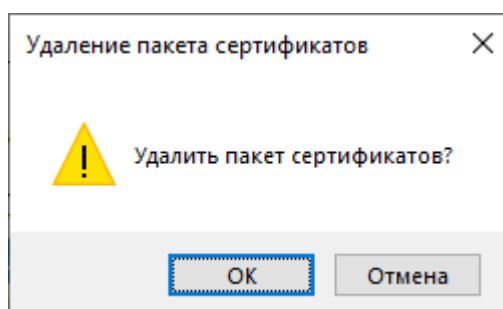 Удаление пакета сертификатов
Удалить пакет сертификатов?
ОК
Отмена